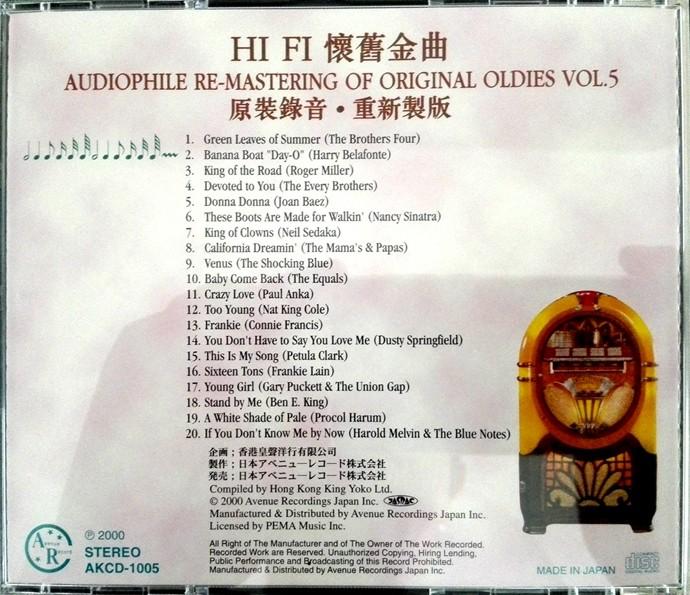 HI FI 懷舊金曲
AUDIOPHILE RE-MASTERING OF ORIGINAL OLDIES VOL.5
原裝錄音・重新製版
1. Green Leaves of Summer (The Brothers Four)
2. Banana Boat "Day-O" (Harry Belafonte)
3. King of the Road (Roger Miller)
4. Devoted to You (The Every Brothers)
5. Donna Donna (Joan Baez)
6. These Boots Are Made for Walkin' (Nancy Sinatra)
7. King of Clowns (Neil Sedaka)
8. California Dreamin' (The Mama's & Papas)
9. Venus (The Shocking Blue)
10. Baby Come Back (The Equals)
11. Crazy Love (Paul Anka)
12. Too Young (Nat King Cole)
13. Frankie (Connie Francis)
14. You Don't Have to Say You Love Me (Dusty Springfield)
15. This Is My Song (Petula Clark)
16. Sixteen Tons (Frankie Lain)
17. Young Girl (Gary Puckett & The Union Gap)
18. Stand by Me (Ben E. King)
19. A White Shade of Pale (Procol Harum)
20. If You Don't Know Me by Now (Harold Melvin & The Blue Notes)
企画；香港皇聲洋行有限公司
製作；日本アベニューレコード株式会社
発売；日本アベニューレコード株式会社
Compiled by Hong Kong King Yoko Ltd.
© 2000 Avenue Recordings Japan Inc.
Manufactured & Distributed by Avenue Recordings Japan Inc.
Licensed by PEMA Music Inc.
All Right of The Manufacturer and of The Owner of The Work Recorded.
Recorded Work are Reserved. Unauthorized Copying, Hiring Lending,
Public Performance and Broadcasting of this Record Prohibited.
Manufactured & Distributed by Avenue Recordings Japan Inc.
Avenue Record
℗ 2000
STEREO
AKCD-1005
MADE IN JAPAN
COMPACT
disc
DIGITAL AUDIO